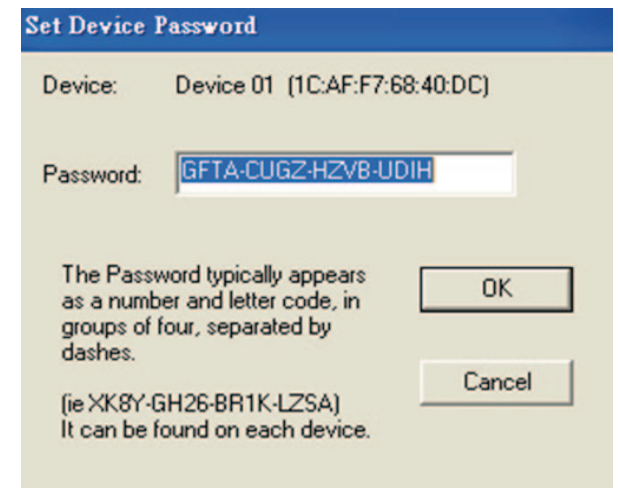 Set Device Password
Device: Device 01 (1C:AF:F7:68:40:DC)
Password: GFTA-CUGZ-HZVB-UDIH
The Password typically appears
as a number and letter code, in
groups of four, separated by
dashes.
(ie XK8Y-GH26-BR1K-LZSA)
It can be found on each device.
OK
Cancel